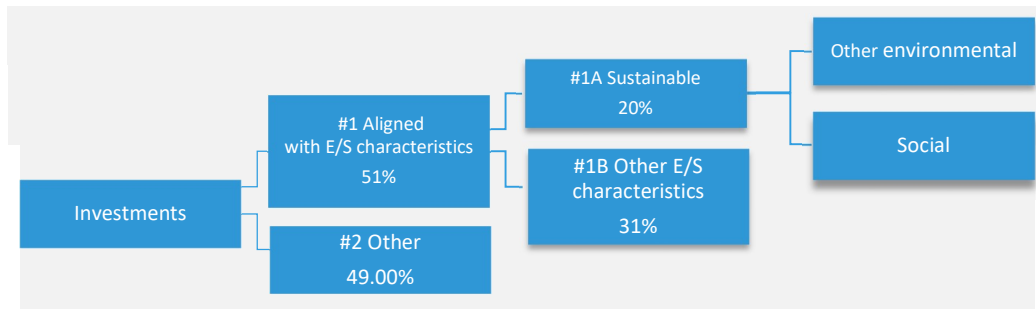 Investments
#1 Aligned
with E/S characteristics
51%
#2 Other
49.00%
#1A Sustainable
20%
#1B Other E/S
characteristics
31%
Other environmental
Social